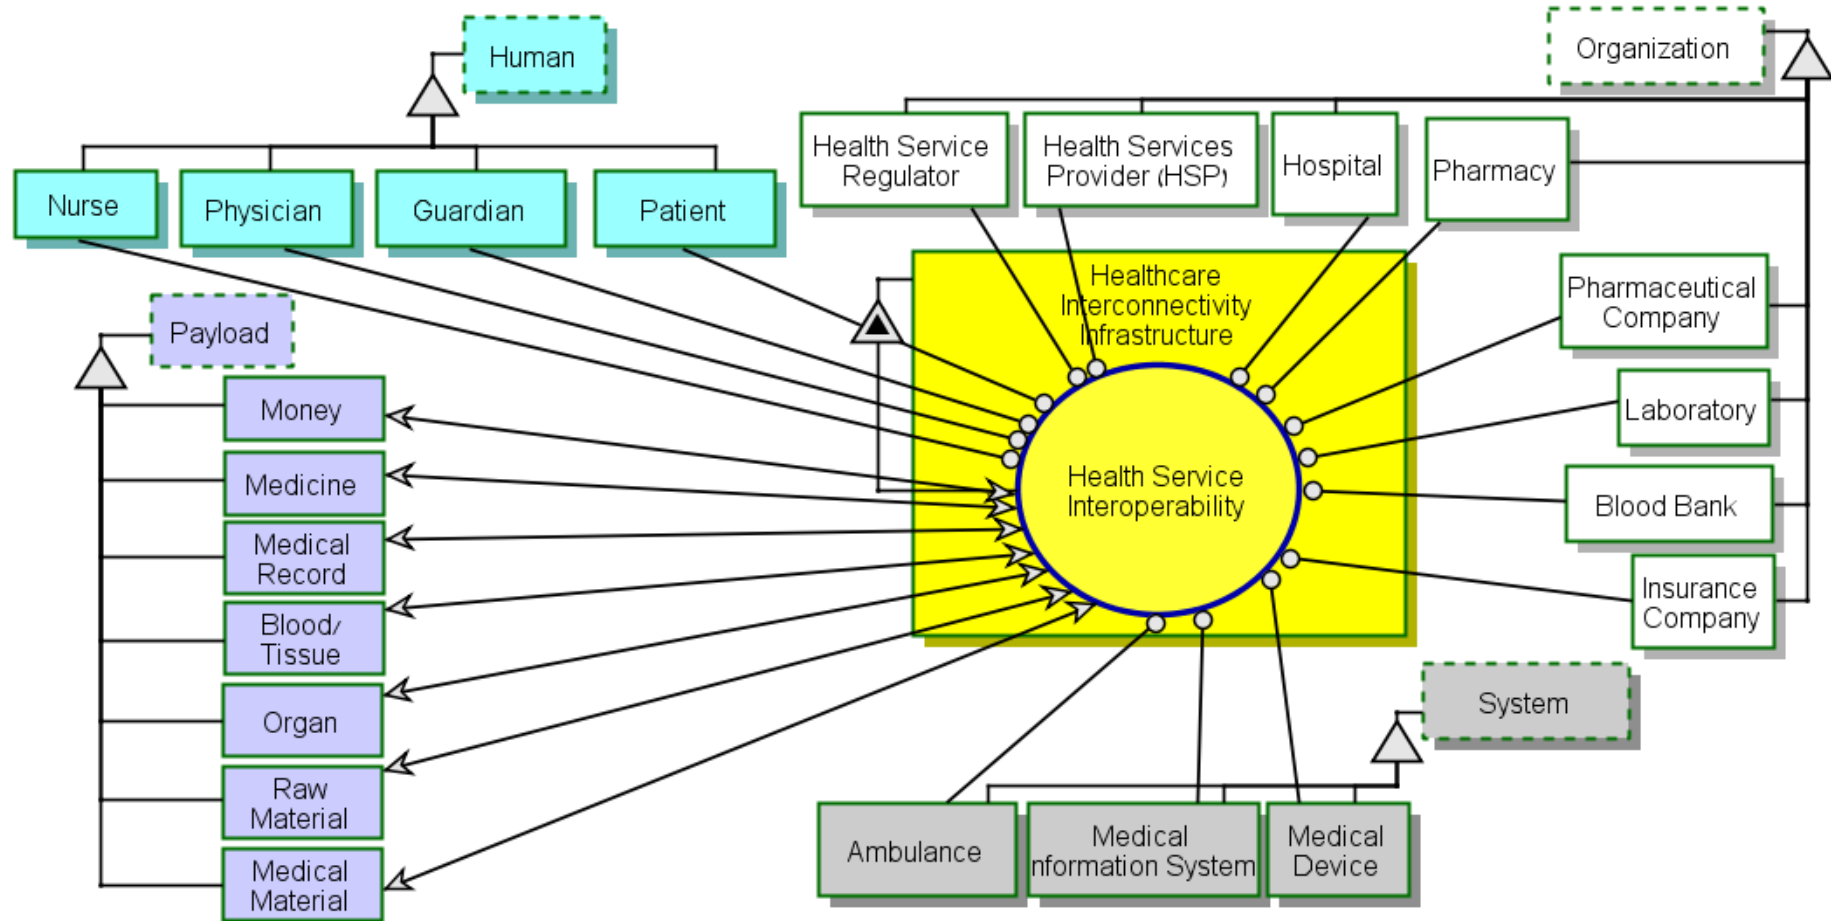 Human
Organization
Health Service
Regulator
Health Services
Provider (HSP)
Hospital
Pharmacy
Nurse
Physician
Guardian
Patient
Healthcare
Interconnectivity
Infrastructure
Pharmaceutical
Company
Payload
Money
Laboratory
Medicine
Health Service
Interoperability
Blood Bank
Medical
Record
Insurance
Company
Blood/
Tissue
Organ
System
Raw
Material
Ambulance
Medical
nformation System
Medical
Device
Medical
Material